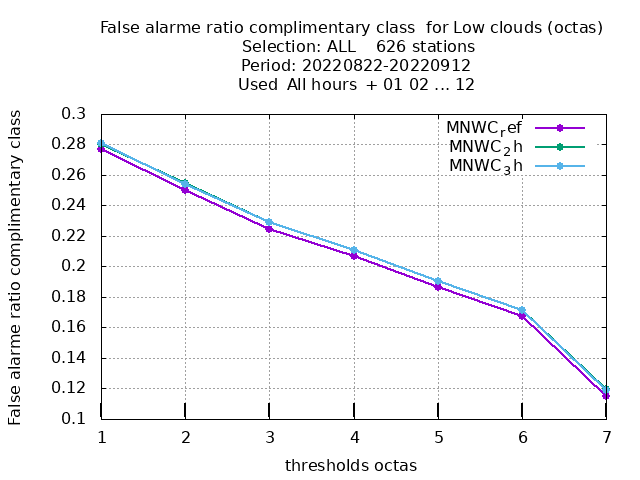 False alarme ratio complimentary class  for Low clouds (octas)
Selection: ALL    626 stations
Period: 20220822-20220912
Used  All hours  + 01 02 ... 12
False alarme ratio complimentary class
0.3
0.28
0.26
0.24
0.22
0.2
0.18
0.16
0.14
0.12
0.1
MNWC_ref
MNWC_2h
MNWC_3h
1 2 3 4 5 6 7
thresholds octas